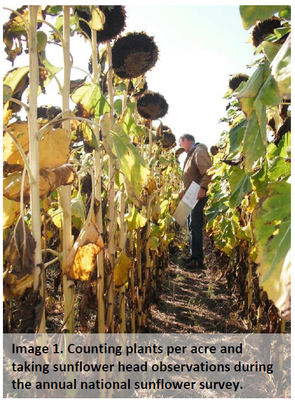 Image 1. Counting plants per acre and
taking sunflower head observations during
the annual national sunflower survey.